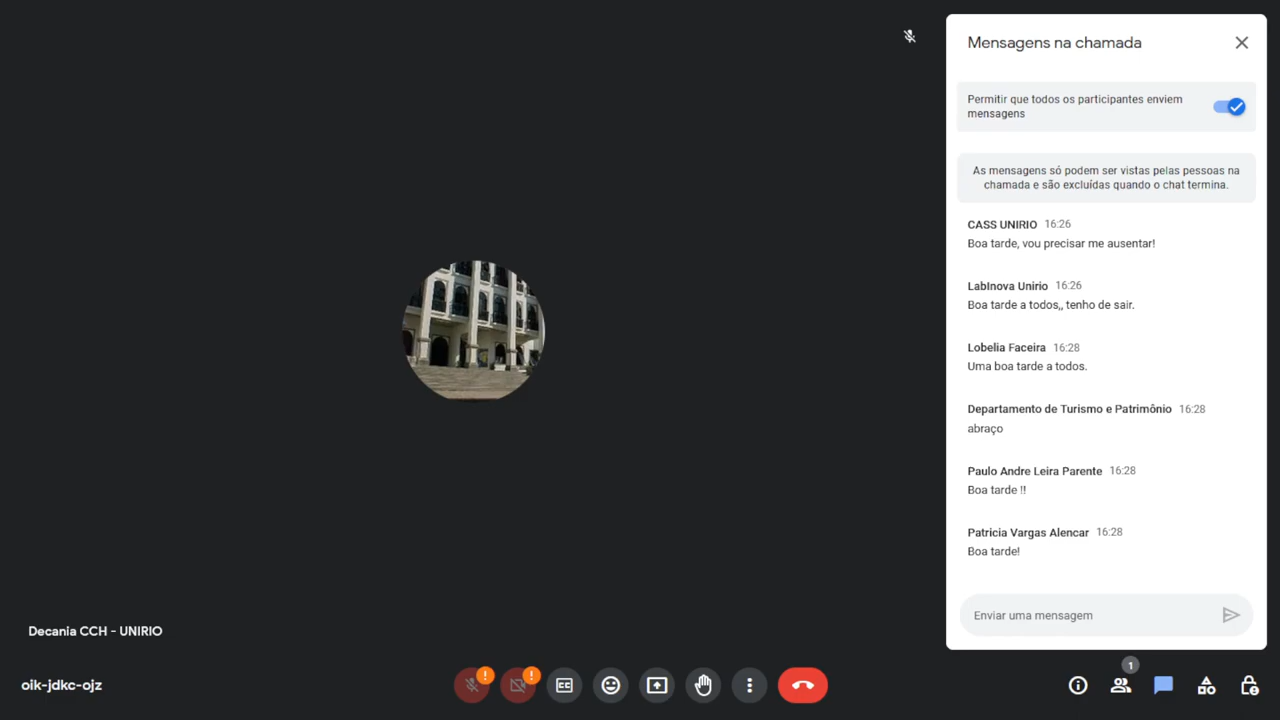 Mensagens na chamada
Permitir que todos os participantes enviem
mensagens
As mensagens só podem ser vistas pelas pessoas na
chamada e são excluídas quando o chat termina.
CASS UNIRIO 16:26
Boa tarde, vou precisar me ausentar!
LabInova Unirio 16:26
Boa tarde a todos,, tenho de sair.
Lobelia Faceira 16:28
Uma boa tarde a todos.
Departamento de Turismo e Patrimônio 16:28
abraço
Paulo Andre Leira Parente 16:28
Boa tarde !!
Patricia Vargas Alencar 16:28
Boa tarde!
Enviar uma mensagem
Decania CCH - UNIRIO
oik-jdkc-ojz
! ! CC 1